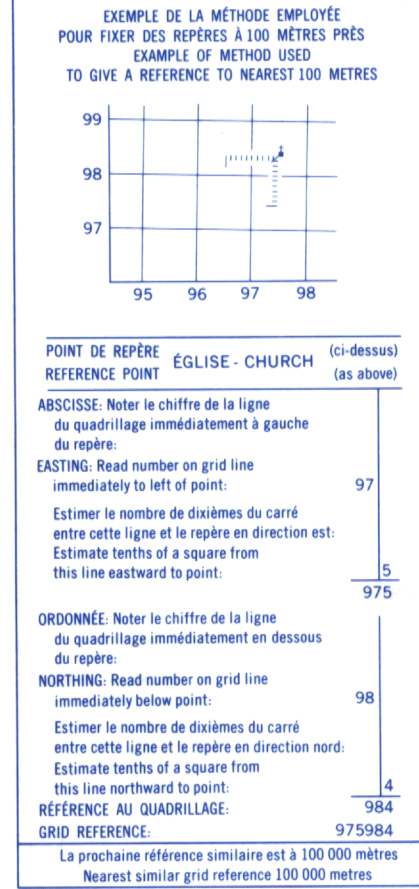 EXEMPLE DE LA MÉTHODE EMPLOYÉE
POUR FIXER DES REPÈRES À 100 MÈTRES PRÈS
EXAMPLE OF METHOD USED
TO GIVE A REFERENCE TO NEAREST 100 METRES
99
98
97
95 96 97 98
POINT DE REPÈRE
REFERENCE POINT
ÉGLISE - CHURCH
(ci-dessus)
(as above)
ABSCISSE: Noter le chiffre de la ligne
du quadrillage immédiatement à gauche
du repère:
EASTING: Read number on grid line
immediately to left of point: 97
Estimer le nombre de dixièmes du carré
entre cette ligne et le repère en direction est:
Estimate tenths of a square from
this line eastward to point: 5
975
ORDONNÉE: Noter le chiffre de la ligne
du quadrillage immédiatement en dessous
du repère:
NORTHING: Read number on grid line
immediately below point: 98
Estimer le nombre de dixièmes du carré
entre cette ligne et le repère en direction nord:
Estimate tenths of a square from
this line northward to point: 4
RÉFÉRENCE AU QUADRILLAGE: 984
GRID REFERENCE: 975984
La prochaine référence similaire est à 100 000 mètres
Nearest similar grid reference 100 000 metres